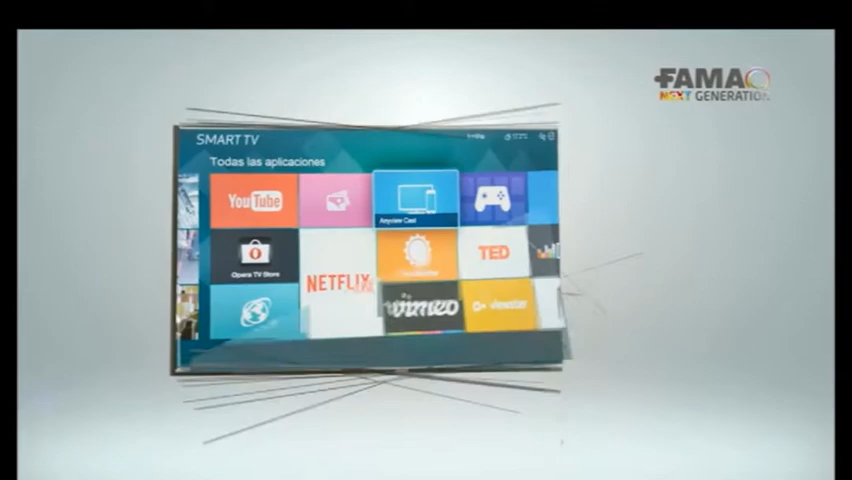 +FAMA
NEXT GENERATION
SMART TV
Todas las aplicaciones
YouTube
Anyview Cast
Opera TV Store
NETFLIX
TED
vimeo
viewster